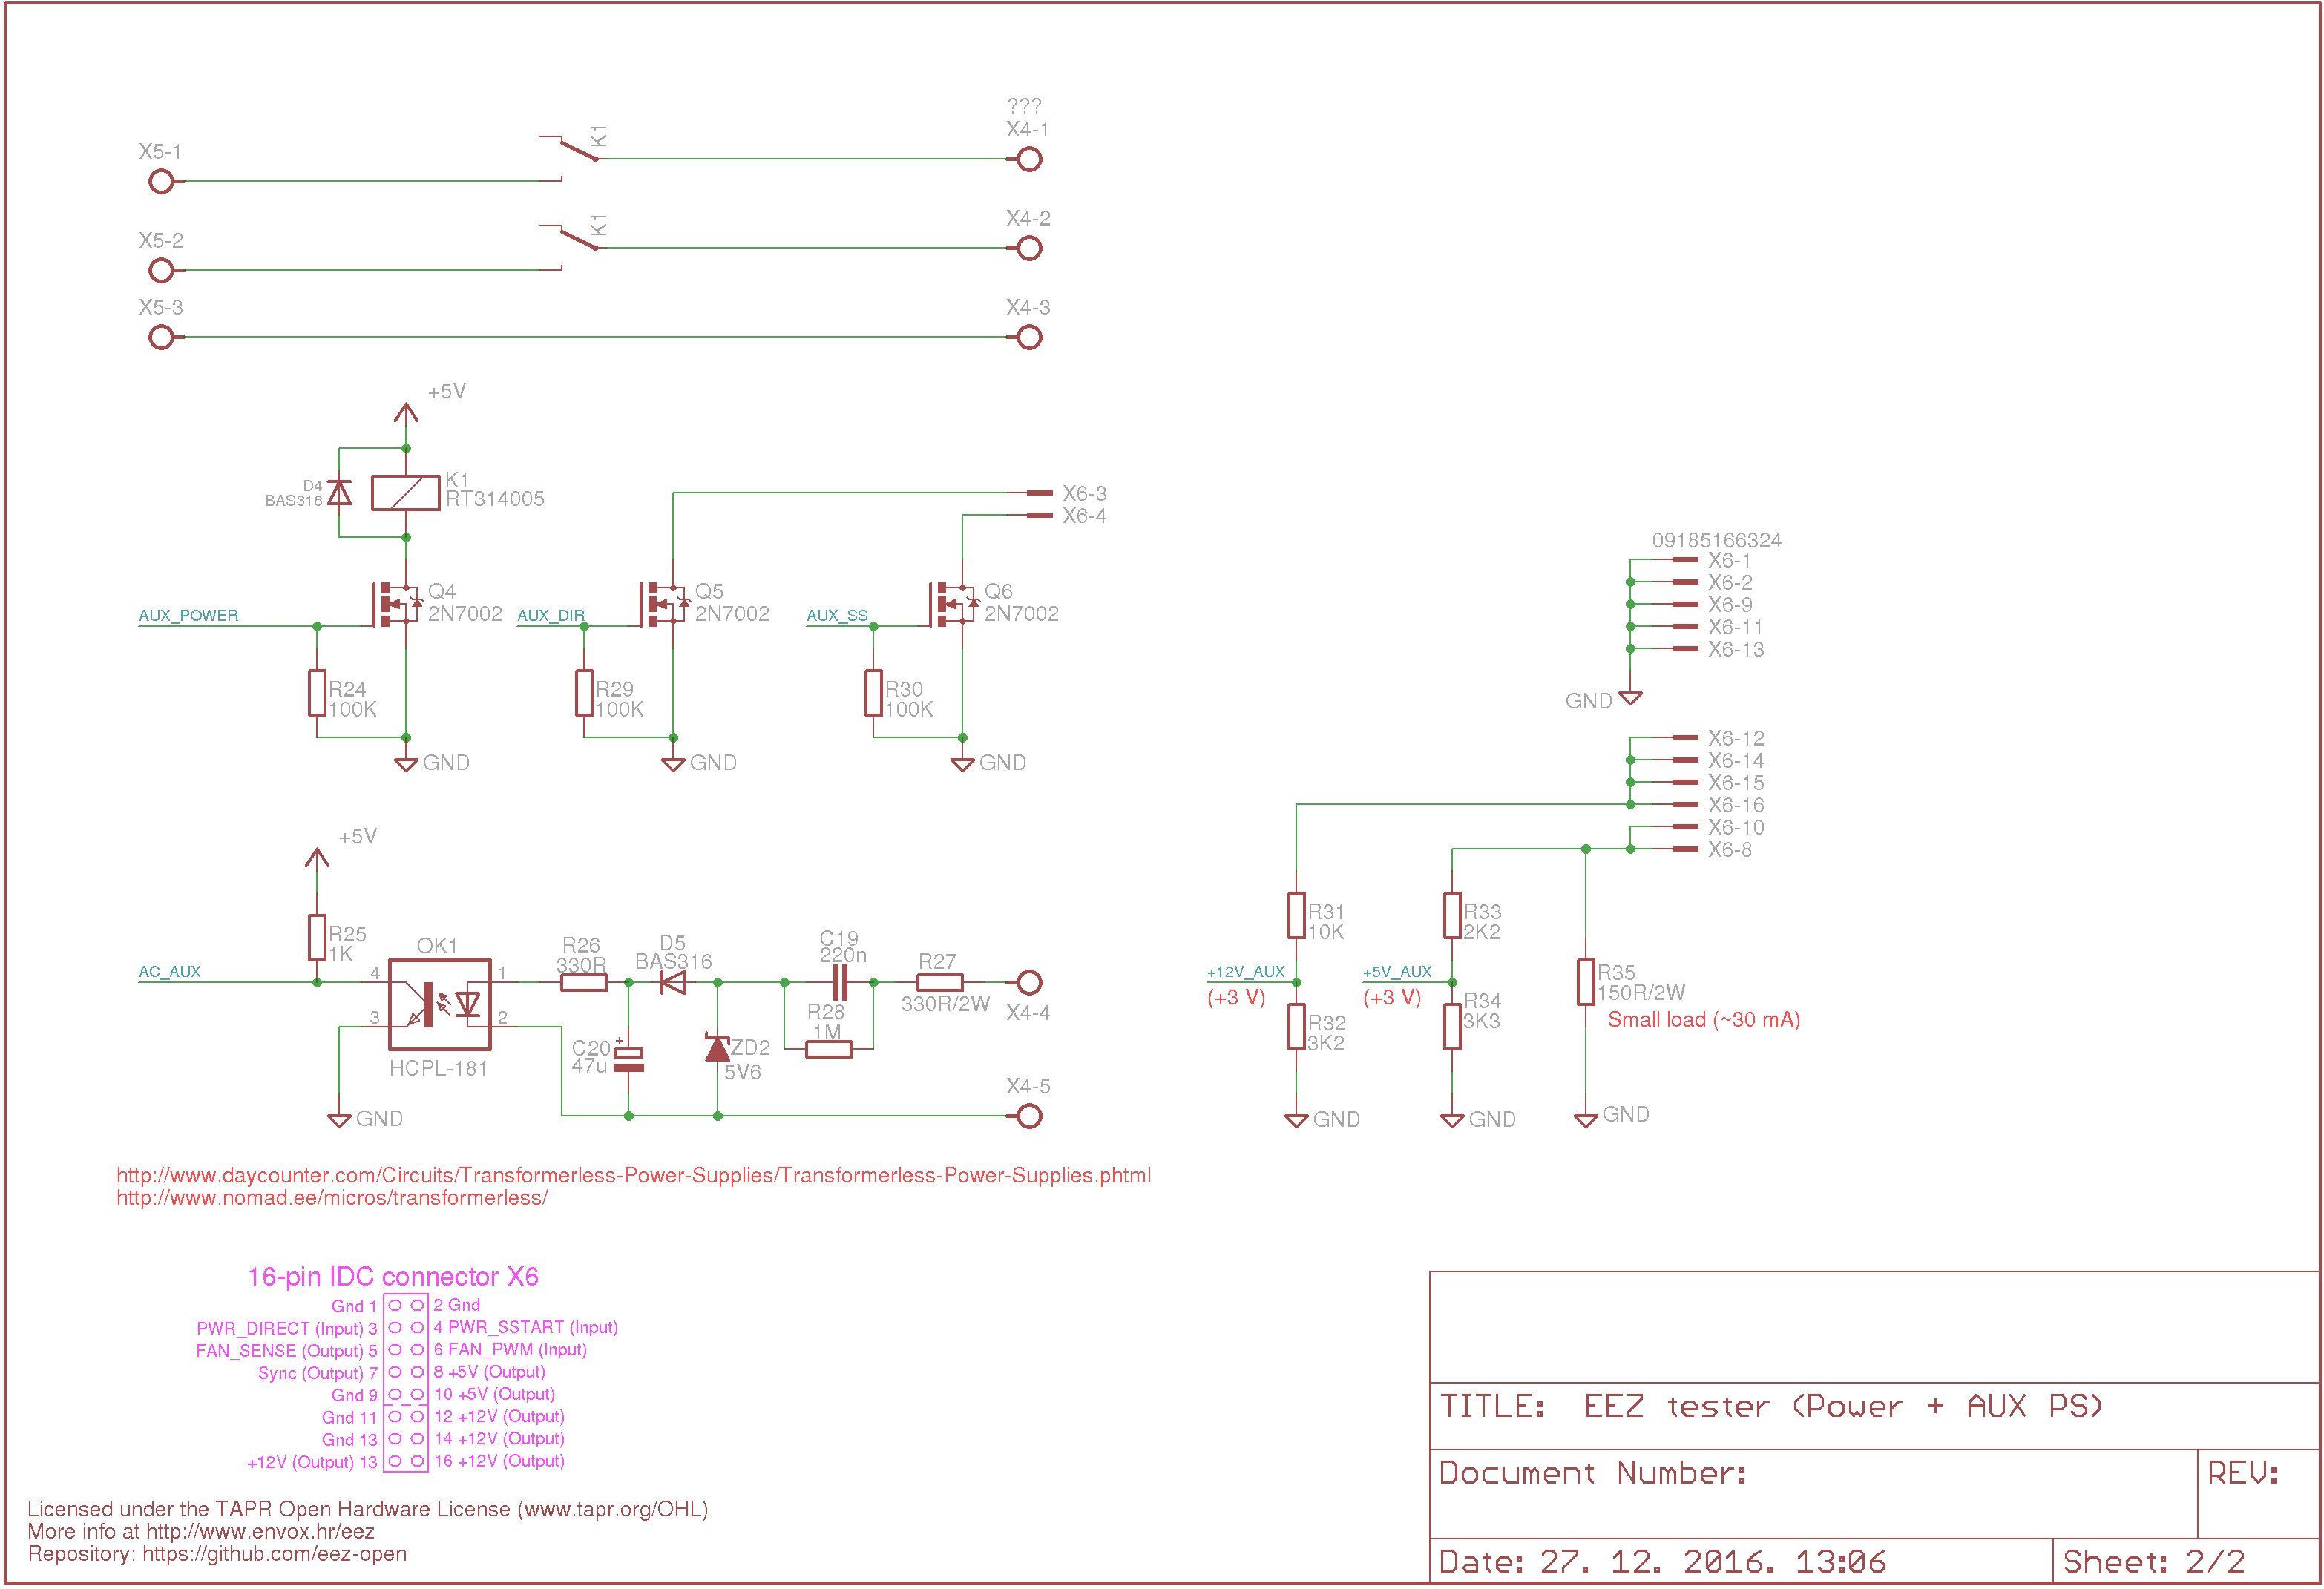 ???
X4-1
K1
X5-1
X4-2
K1
X5-2
X5-3
X4-3
+5V
D4
BAS316
K1
RT314005
X6-3
X6-4
AUX_POWER
Q4
2N7002
AUX_DIR
Q5
2N7002
AUX_SS
Q6
2N7002
R24
100K
R29
100K
R30
100K
GND
GND
GND
09185166324
X6-1
X6-2
X6-9
X6-11
X6-13
GND
X6-12
X6-14
X6-15
X6-16
X6-10
X6-8
+5V
R25
1K
AC_AUX
OK1
4
3
1
2
HCPL-181
GND
R26
330R
D5
BAS316
C19
220n
R27
330R/2W
R28
1M
X4-4
C20
+
47u
ZD2
5V6
X4-5
R31
10K
R33
2K2
+12V_AUX
(+3 V)
+5V_AUX
(+3 V)
R32
3K2
R34
3K3
R35
150R/2W
Small load (~30 mA)
GND
GND
GND
http://www.daycounter.com/Circuits/Transformerless-Power-Supplies/Transformerless-Power-Supplies.phtml
http://www.nomad.ee/micros/transformerless/
16-pin IDC connector X6
Gnd 1 2 Gnd
PWR_DIRECT (Input) 3 4 PWR_SSTART (Input)
FAN_SENSE (Output) 5 6 FAN_PWM (Input)
Sync (Output) 7 8 +5V (Output)
Gnd 9 10 +5V (Output)
Gnd 11 12 +12V (Output)
Gnd 13 14 +12V (Output)
+12V (Output) 13 16 +12V (Output)
Licensed under the TAPR Open Hardware License (www.tapr.org/OHL)
More info at http://www.envox.hr/eez
Repository: https://github.com/eez-open
TITLE: EEZ tester (Power + AUX PS)
Document Number:
REV:
Date: 27. 12. 2016. 13:06
Sheet: 2/2